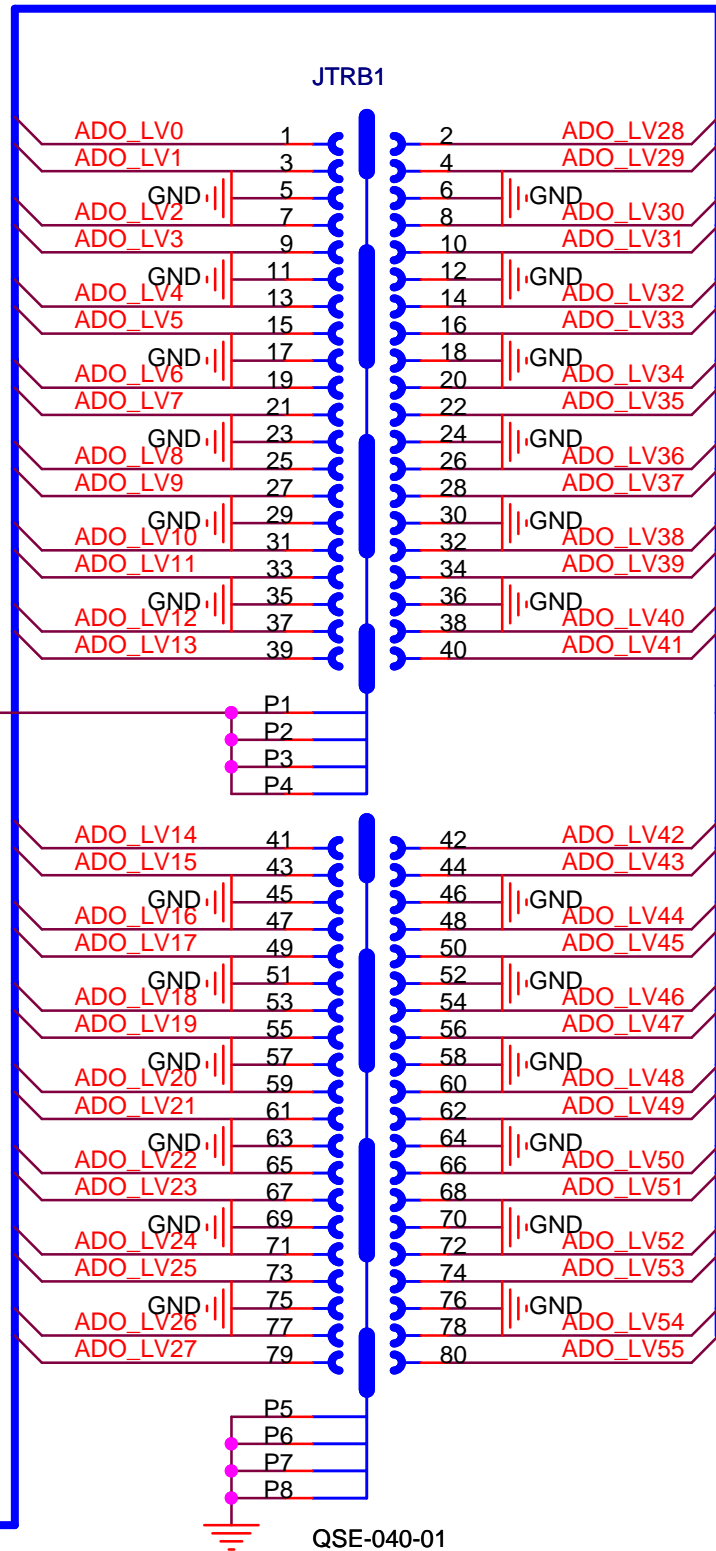 JTRB1
ADO_LV0 1 2 ADO_LV28
ADO_LV1 3 4 ADO_LV29
GND 5 6 GND
ADO_LV2 7 8 ADO_LV30
ADO_LV3 9 10 ADO_LV31
GND 11 12 GND
ADO_LV4 13 14 ADO_LV32
ADO_LV5 15 16 ADO_LV33
GND 17 18 GND
ADO_LV6 19 20 ADO_LV34
ADO_LV7 21 22 ADO_LV35
GND 23 24 GND
ADO_LV8 25 26 ADO_LV36
ADO_LV9 27 28 ADO_LV37
GND 29 30 GND
ADO_LV10 31 32 ADO_LV38
ADO_LV11 33 34 ADO_LV39
GND 35 36 GND
ADO_LV12 37 38 ADO_LV40
ADO_LV13 39 40 ADO_LV41
P1
P2
P3
P4
ADO_LV14 41 42 ADO_LV42
ADO_LV15 43 44 ADO_LV43
GND 45 46 GND
ADO_LV16 47 48 ADO_LV44
ADO_LV17 49 50 ADO_LV45
GND 51 52 GND
ADO_LV18 53 54 ADO_LV46
ADO_LV19 55 56 ADO_LV47
GND 57 58 GND
ADO_LV20 59 60 ADO_LV48
ADO_LV21 61 62 ADO_LV49
GND 63 64 GND
ADO_LV22 65 66 ADO_LV50
ADO_LV23 67 68 ADO_LV51
GND 69 70 GND
ADO_LV24 71 72 ADO_LV52
ADO_LV25 73 74 ADO_LV53
GND 75 76 GND
ADO_LV26 77 78 ADO_LV54
ADO_LV27 79 80 ADO_LV55
P5
P6
P7
P8
QSE-040-01